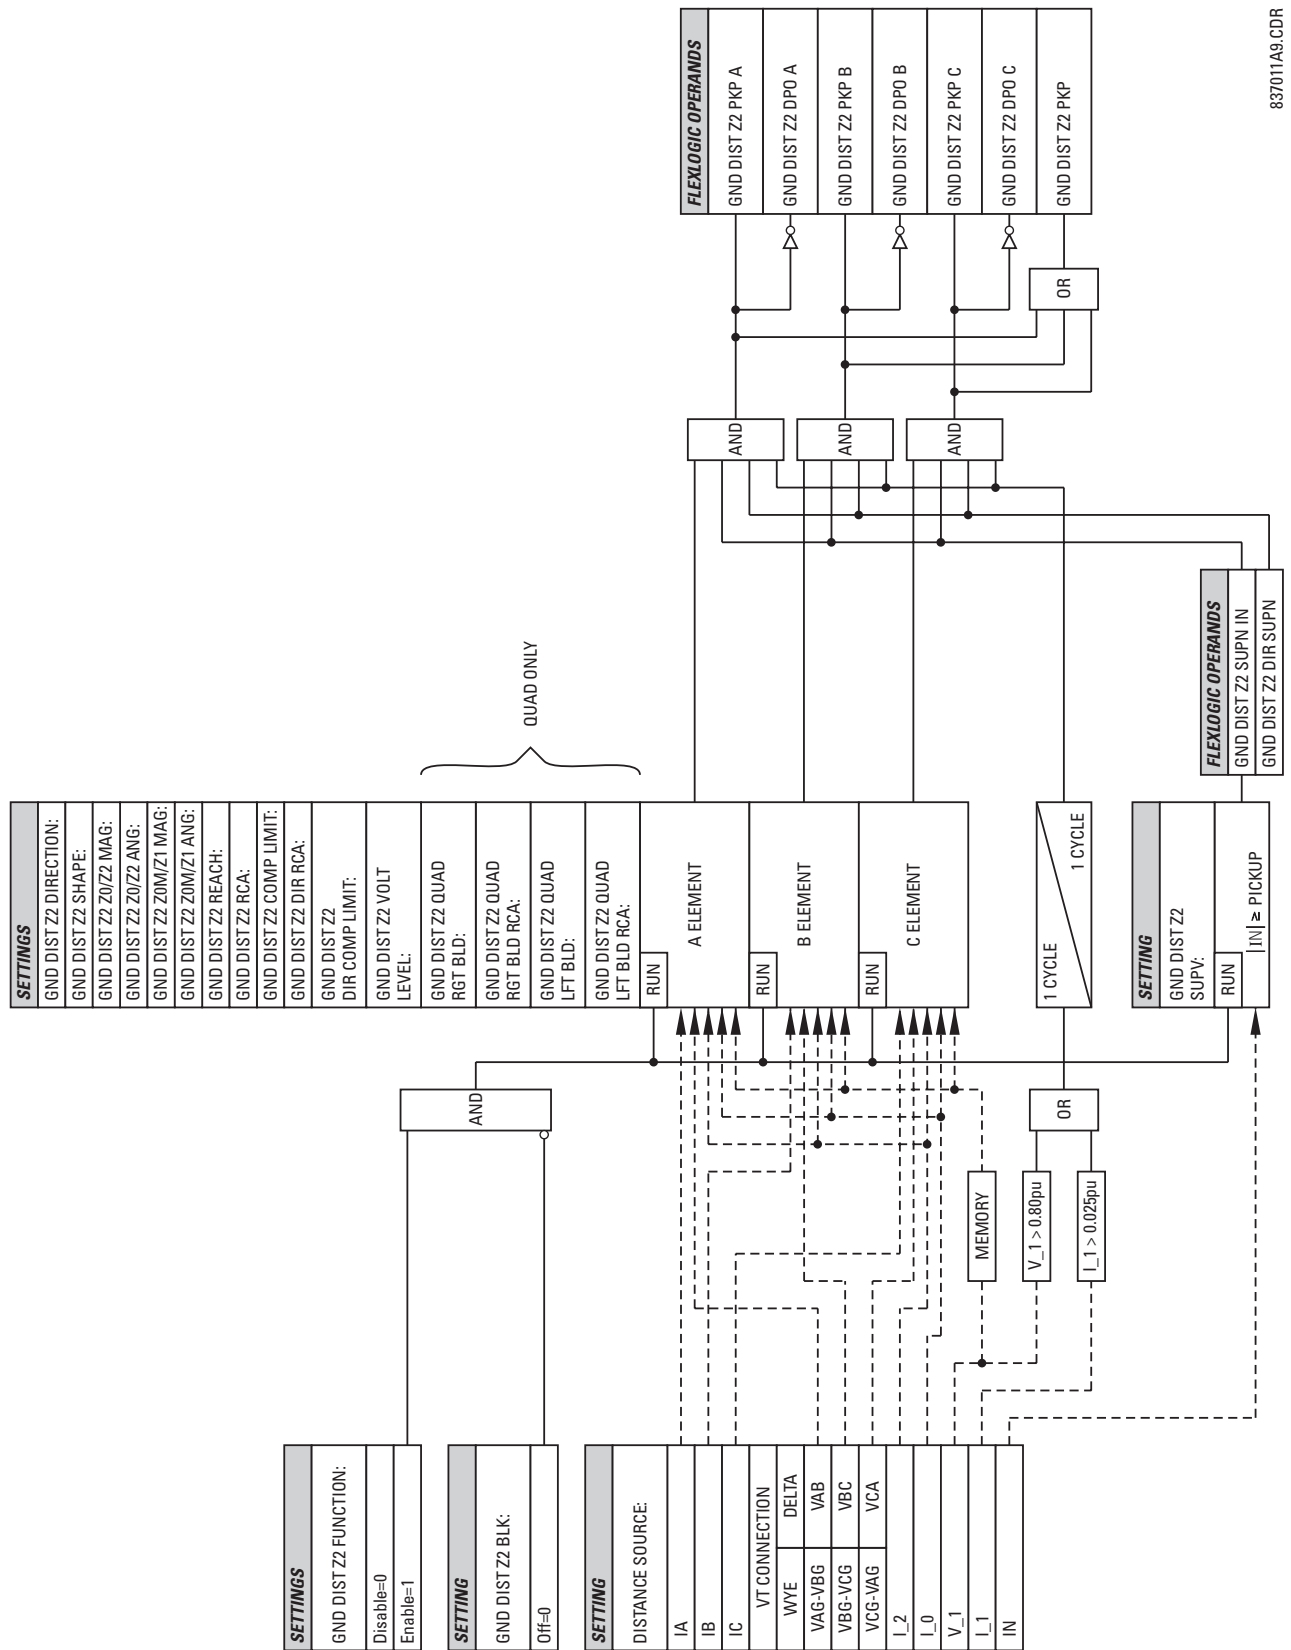 SETTINGS
GND DIST Z2 FUNCTION:
Disable=0
Enable=1
SETTING
GND DIST Z2 BLK:
Off=0
SETTING
DISTANCE SOURCE:
IA
IB
IC
VT CONNECTION
WYE DELTA
VAG-VBG VAB
VBG-VCG VBC
VCG-VAG VCA
I_2
I_0
V_1
I_1
IN
AND
MEMORY
V_1 > 0.80pu
I_1 > 0.025pu
OR
SETTINGS
GND DIST Z2 DIRECTION:
GND DIST Z2 SHAPE:
GND DIST Z2 Z0/Z2 MAG:
GND DIST Z2 Z0/Z2 ANG:
GND DIST Z2 Z0M/Z1 MAG:
GND DIST Z2 Z0M/Z1 ANG:
GND DIST Z2 REACH:
GND DIST Z2 RCA:
GND DIST Z2 COMP LIMIT:
GND DIST Z2 DIR RCA:
GND DIST Z2
DIR COMP LIMIT:
GND DIST Z2 VOLT
LEVEL:
GND DIST Z2 QUAD
RGT BLD:
GND DIST Z2 QUAD
RGT BLD RCA:
GND DIST Z2 QUAD
LFT BLD:
GND DIST Z2 QUAD
LFT BLD RCA:
RUN
A ELEMENT
RUN
B ELEMENT
RUN
C ELEMENT
QUAD ONLY
1 CYCLE
1 CYCLE
SETTING
GND DIST Z2
SUPV:
RUN
|IN| ≥ PICKUP
FLEXLOGIC OPERANDS
GND DIST Z2 SUPN IN
GND DIST Z2 DIR SUPN
AND
AND
AND
OR
FLEXLOGIC OPERANDS
GND DIST Z2 PKP A
GND DIST Z2 DPO A
GND DIST Z2 PKP B
GND DIST Z2 DPO B
GND DIST Z2 PKP C
GND DIST Z2 DPO C
GND DIST Z2 PKP
837011A9.CDR